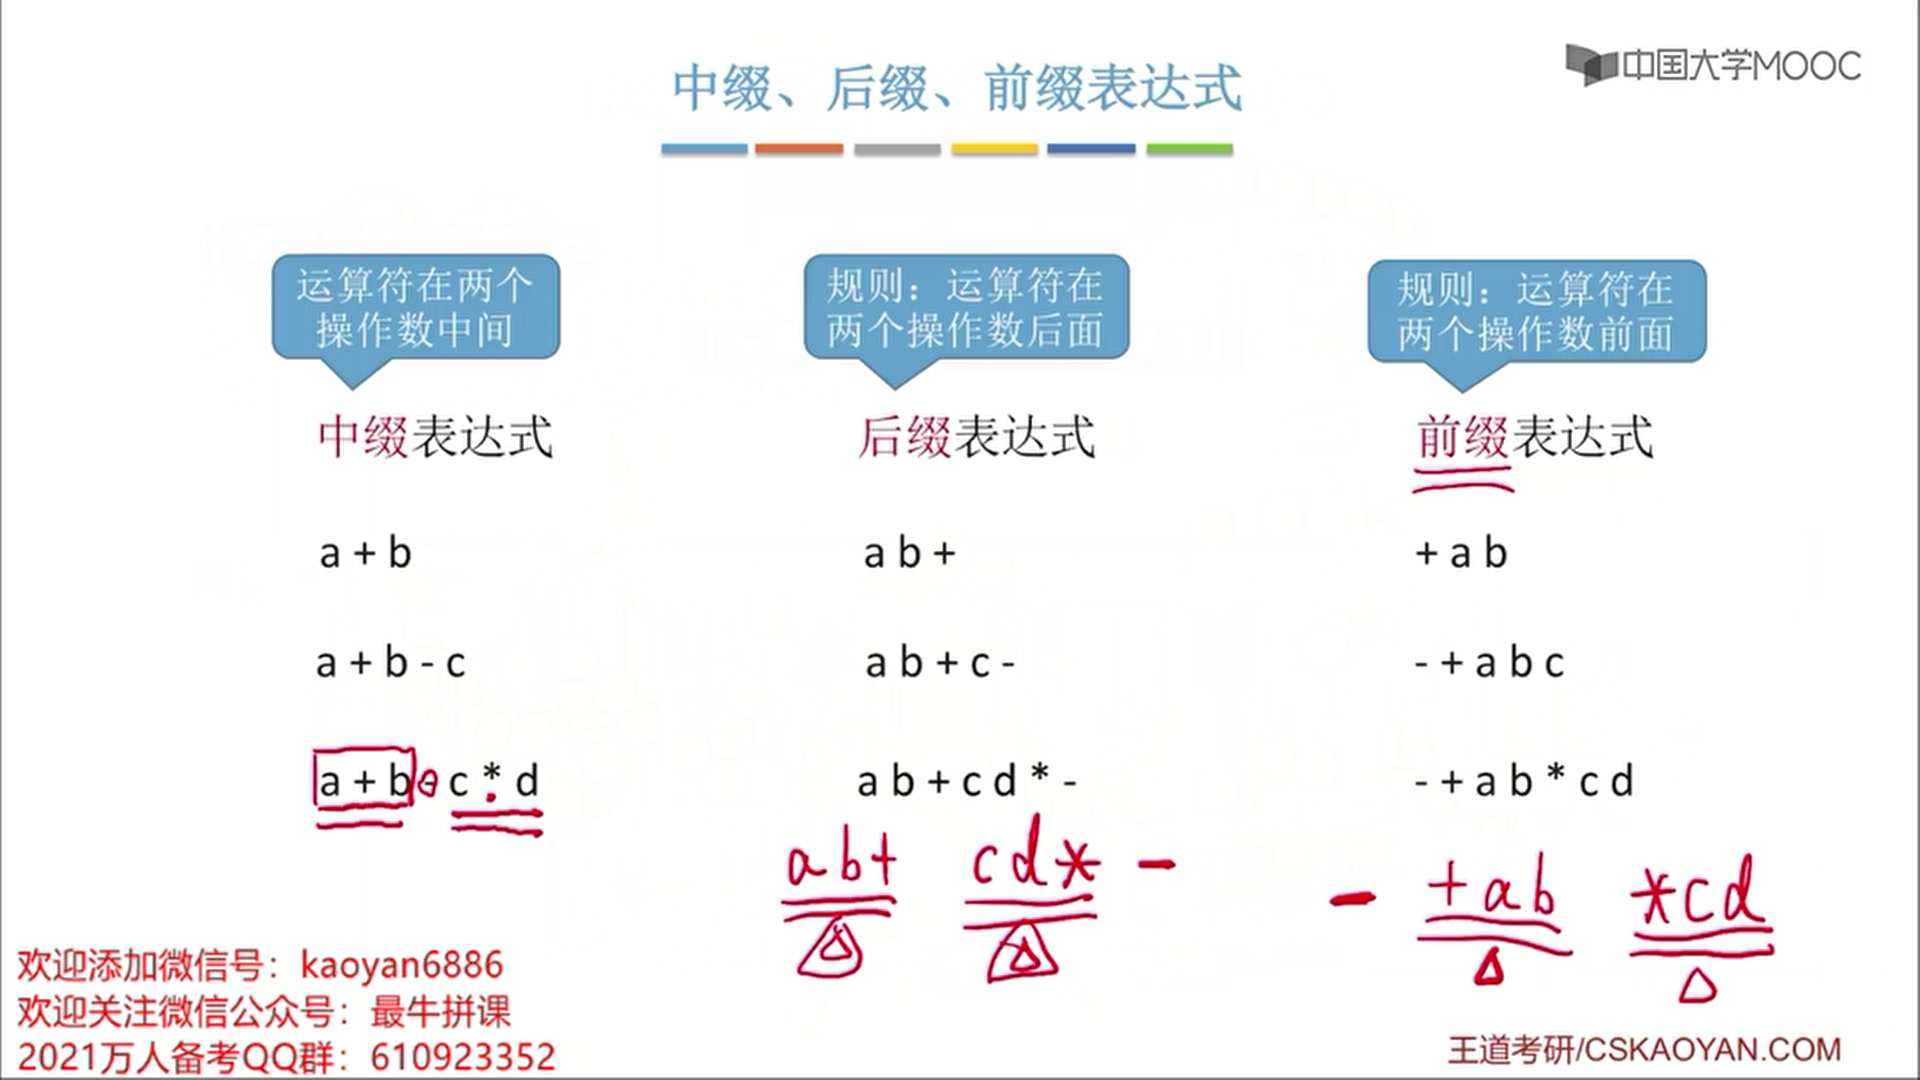 中国大学MOOC
中缀、后缀、前缀表达式
运算符在两个
操作数中间
规则：运算符在
两个操作数后面
规则：运算符在
两个操作数前面
中缀表达式
后缀表达式
前缀表达式
a + b
a b +
+ a b
a + b - c
a b + c -
- + a b c
a + b - c * d
a b + c d * -
- + a b * c d
ab+ cd* -
- +ab *cd
欢迎添加微信号：kaoyan6886
欢迎关注微信公众号：最牛拼课
2021万人备考QQ群：610923352
王道考研/CSKAOYAN.COM